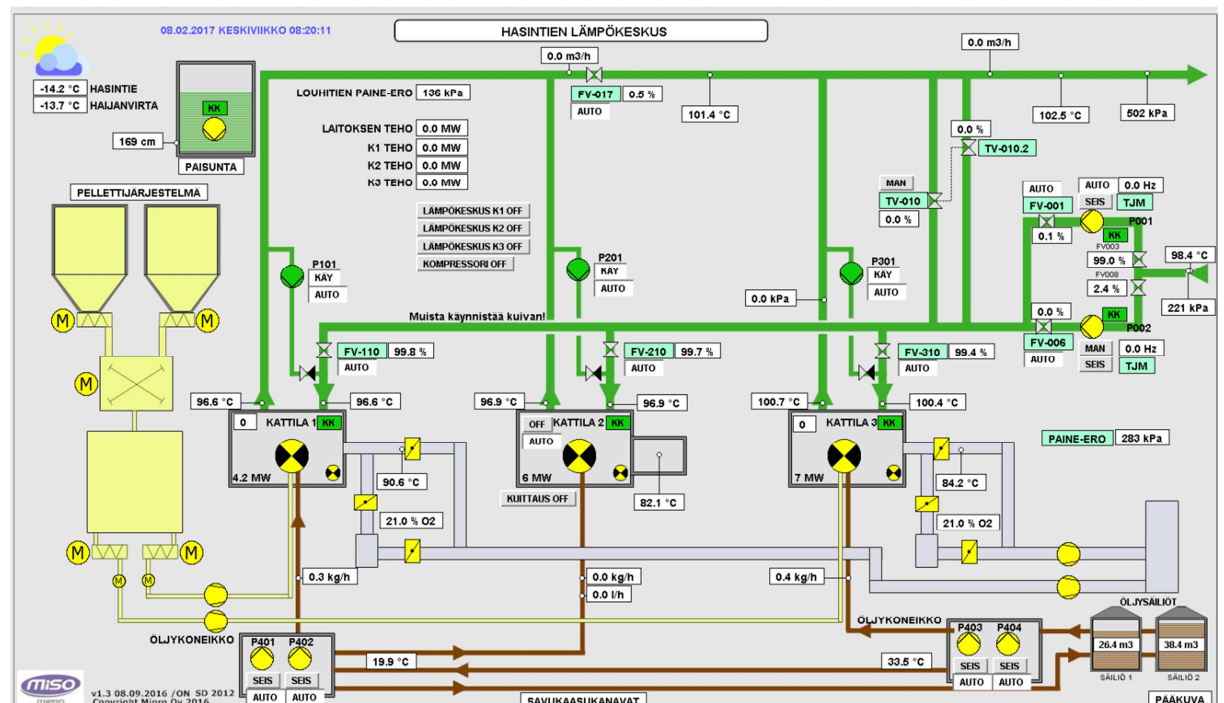 08.02.2017 KESKIVIIKKO 08:20:11
HASINTIEN LÄMPÖKESKUS
-14.2 °C HASINTIE
-13.7 °C HAIJANVIRTA
KK
169 cm
PAISUNTA
LOUHITIEN PAINE-ERO 136 kPa
LAITOKSEN TEHO 0.0 MW
K1 TEHO 0.0 MW
K2 TEHO 0.0 MW
K3 TEHO 0.0 MW
0.0 m3/h
FV-017 0.5 %
AUTO
101.4 °C
0.0 m3/h
102.5 °C
502 kPa
0.0 %
TV-010.2
MAN
TV-010
0.0 %
AUTO
FV-001
0.1 %
AUTO 0.0 Hz
SEIS TJM
P001
KK
FV003
99.0 %
FV008
2.4 %
98.4 °C
221 kPa
0.0 %
FV-006
AUTO
KK
P002
MAN 0.0 Hz
SEIS TJM
PELLETTIJÄRJESTELMÄ
M
M
M
M
M
M
M
LÄMPÖKESKUS K1 OFF
LÄMPÖKESKUS K2 OFF
LÄMPÖKESKUS K3 OFF
KOMPRESSORI OFF
P101
KÄY
AUTO
P201
KÄY
AUTO
P301
KÄY
AUTO
0.0 kPa
Muista käynnistää kuivan!
FV-110 99.8 %
AUTO
FV-210 99.7 %
AUTO
FV-310 99.4 %
AUTO
96.6 °C
96.6 °C
96.9 °C
96.9 °C
100.7 °C
100.4 °C
0
KATTILA 1 KK
4.2 MW
OFF
KATTILA 2 KK
AUTO
6 MW
KUITTAUS OFF
82.1 °C
0
KATTILA 3 KK
7 MW
PAINE-ERO 283 kPa
90.6 °C
21.0 % O2
84.2 °C
21.0 % O2
0.3 kg/h
0.0 kg/h
0.0 l/h
0.4 kg/h
ÖLJYKONEIKKO
P401 P402
SEIS SEIS
AUTO AUTO
19.9 °C
33.5 °C
ÖLJYKONEIKKO
P403 P404
SEIS SEIS
AUTO AUTO
ÖLJYSÄILIÖT
26.4 m3 38.4 m3
SÄILIÖ 1 SÄILIÖ 2
MISO
v1.3 08.09.2016 /ON SD 2012
Copyright Mipro Oy 2016
SAVUKAASUKANAVAT
PÄÄKUVA